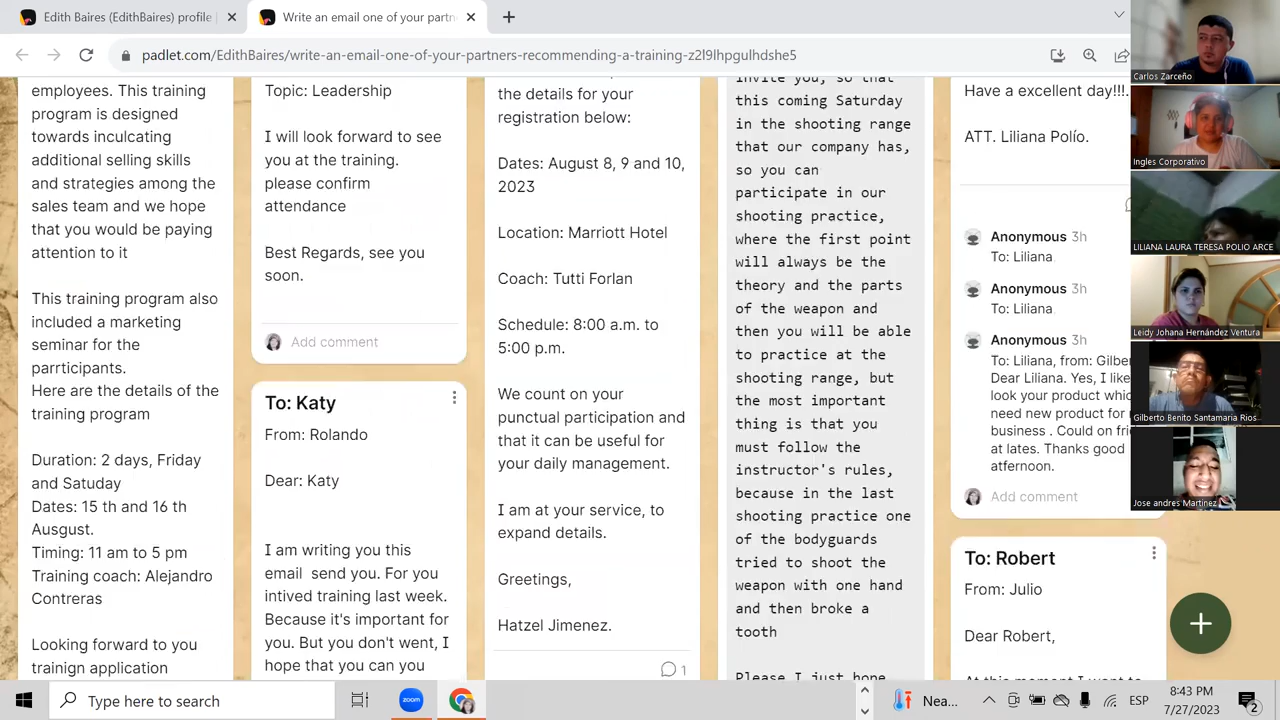 Edith Baires (EdithBaires) profile
Write an email one of your partn
padlet.com/EdithBaires/write-an-email-one-of-your-partners-recommending-a-training-z2l9lhpgulhdshe5
employees. This training
program is designed
towards inculcating
additional selling skills
and strategies among the
sales team and we hope
that you would be paying
attention to it
This training program also
included a marketing
seminar for the
parrticipants.
Here are the details of the
training program
Duration: 2 days, Friday
and Satuday
Dates: 15 th and 16 th
Ausgust.
Timing: 11 am to 5 pm
Training coach: Alejandro
Contreras
Looking forward to you
trainign application
Topic: Leadership
I will look forward to see
you at the training.
please confirm
attendance
Best Regards, see you
soon.
Add comment
To: Katy
From: Rolando
Dear: Katy
I am writing you this
email send you. For you
intived training last week.
Because it's important for
you. But you don't went, I
hope that you can you
the details for your
registration below:
Dates: August 8, 9 and 10,
2023
Location: Marriott Hotel
Coach: Tutti Forlan
Schedule: 8:00 a.m. to
5:00 p.m.
We count on your
punctual participation and
that it can be useful for
your daily management.
I am at your service, to
expand details.
Greetings,
Hatzel Jimenez.
1
invite you, so that
this coming Saturday
in the shooting range
that our company has,
so you can
participate in our
shooting practice,
where the first point
will always be the
theory and the parts
of the weapon and
then you will be able
to practice at the
shooting range, but
the most important
thing is that you
must follow the
instructor's rules,
because in the last
shooting practice one
of the bodyguards
tried to shoot the
weapon with one hand
and then broke a
tooth
Please I just hope
Have a excellent day!!!.
ATT. Liliana Polío.
Anonymous 3h
To: Liliana
Anonymous 3h
To: Liliana
Anonymous 3h
To: Liliana, from: Gilber
Dear Liliana. Yes, I like
look your product whic
need new product for
business . Could on fri
at lates. Thanks good
atfernoon.
Add comment
To: Robert
From: Julio
Dear Robert,
At this moment I want to
Carlos Zarceño
Ingles Corporativo
LILIANA LAURA TERESA POLIO ARCE
Leidy Johana Hernández Ventura
Gilberto Benito Santamaria Rios
Jose andres Martinez
Type here to search
zoom
Nea...
ESP
8:43 PM
7/27/2023
2